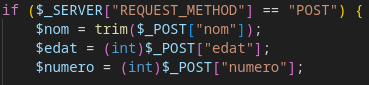 if ($_SERVER["REQUEST_METHOD"] == "POST") {
    $nom = trim($_POST["nom"]);
    $edat = (int)$_POST["edat"];
    $numero = (int)$_POST["numero"];